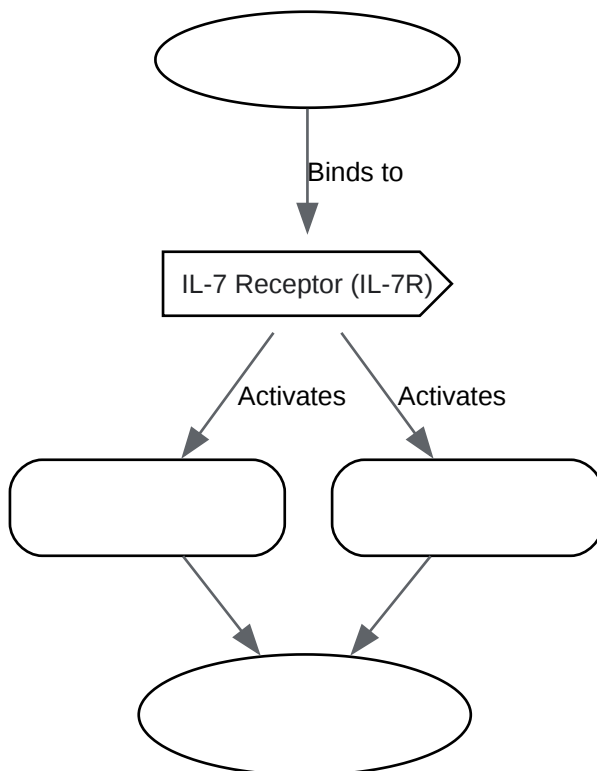 Binds to
IL-7 Receptor (IL-7R)
Activates
Activates